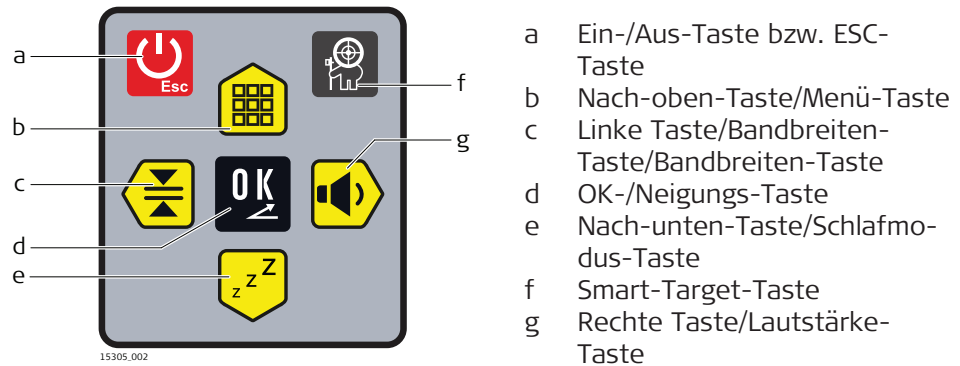 a
b
c
d
e
f
g
Esc
OK
z z Z
15305_002
a Ein-/Aus-Taste bzw. ESC-
Taste
b Nach-oben-Taste/Menü-Taste
c Linke Taste/Bandbreiten-
Taste/Bandbreiten-Taste
d OK-/Neigungs-Taste
e Nach-unten-Taste/Schlafmo-
dus-Taste
f Smart-Target-Taste
g Rechte Taste/Lautstärke-
Taste